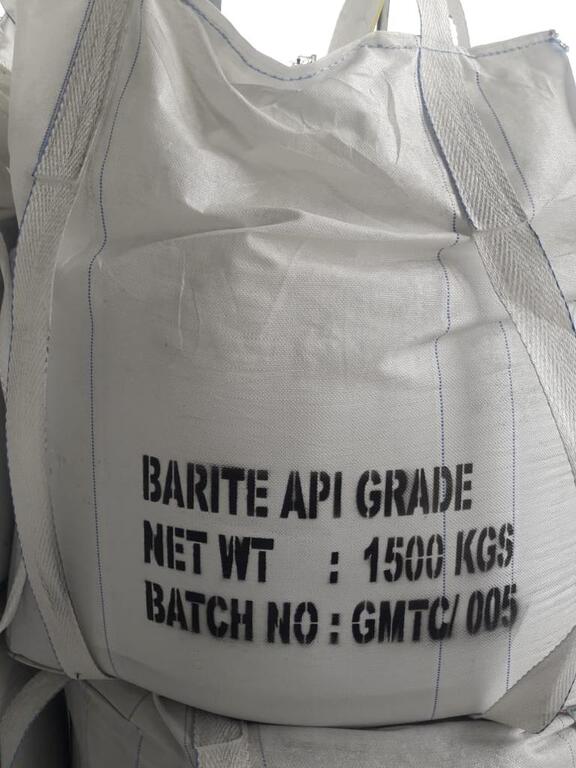 BARITE API GRADE
NET WT : 1500 KGS
BATCH NO : GMTC/ 005